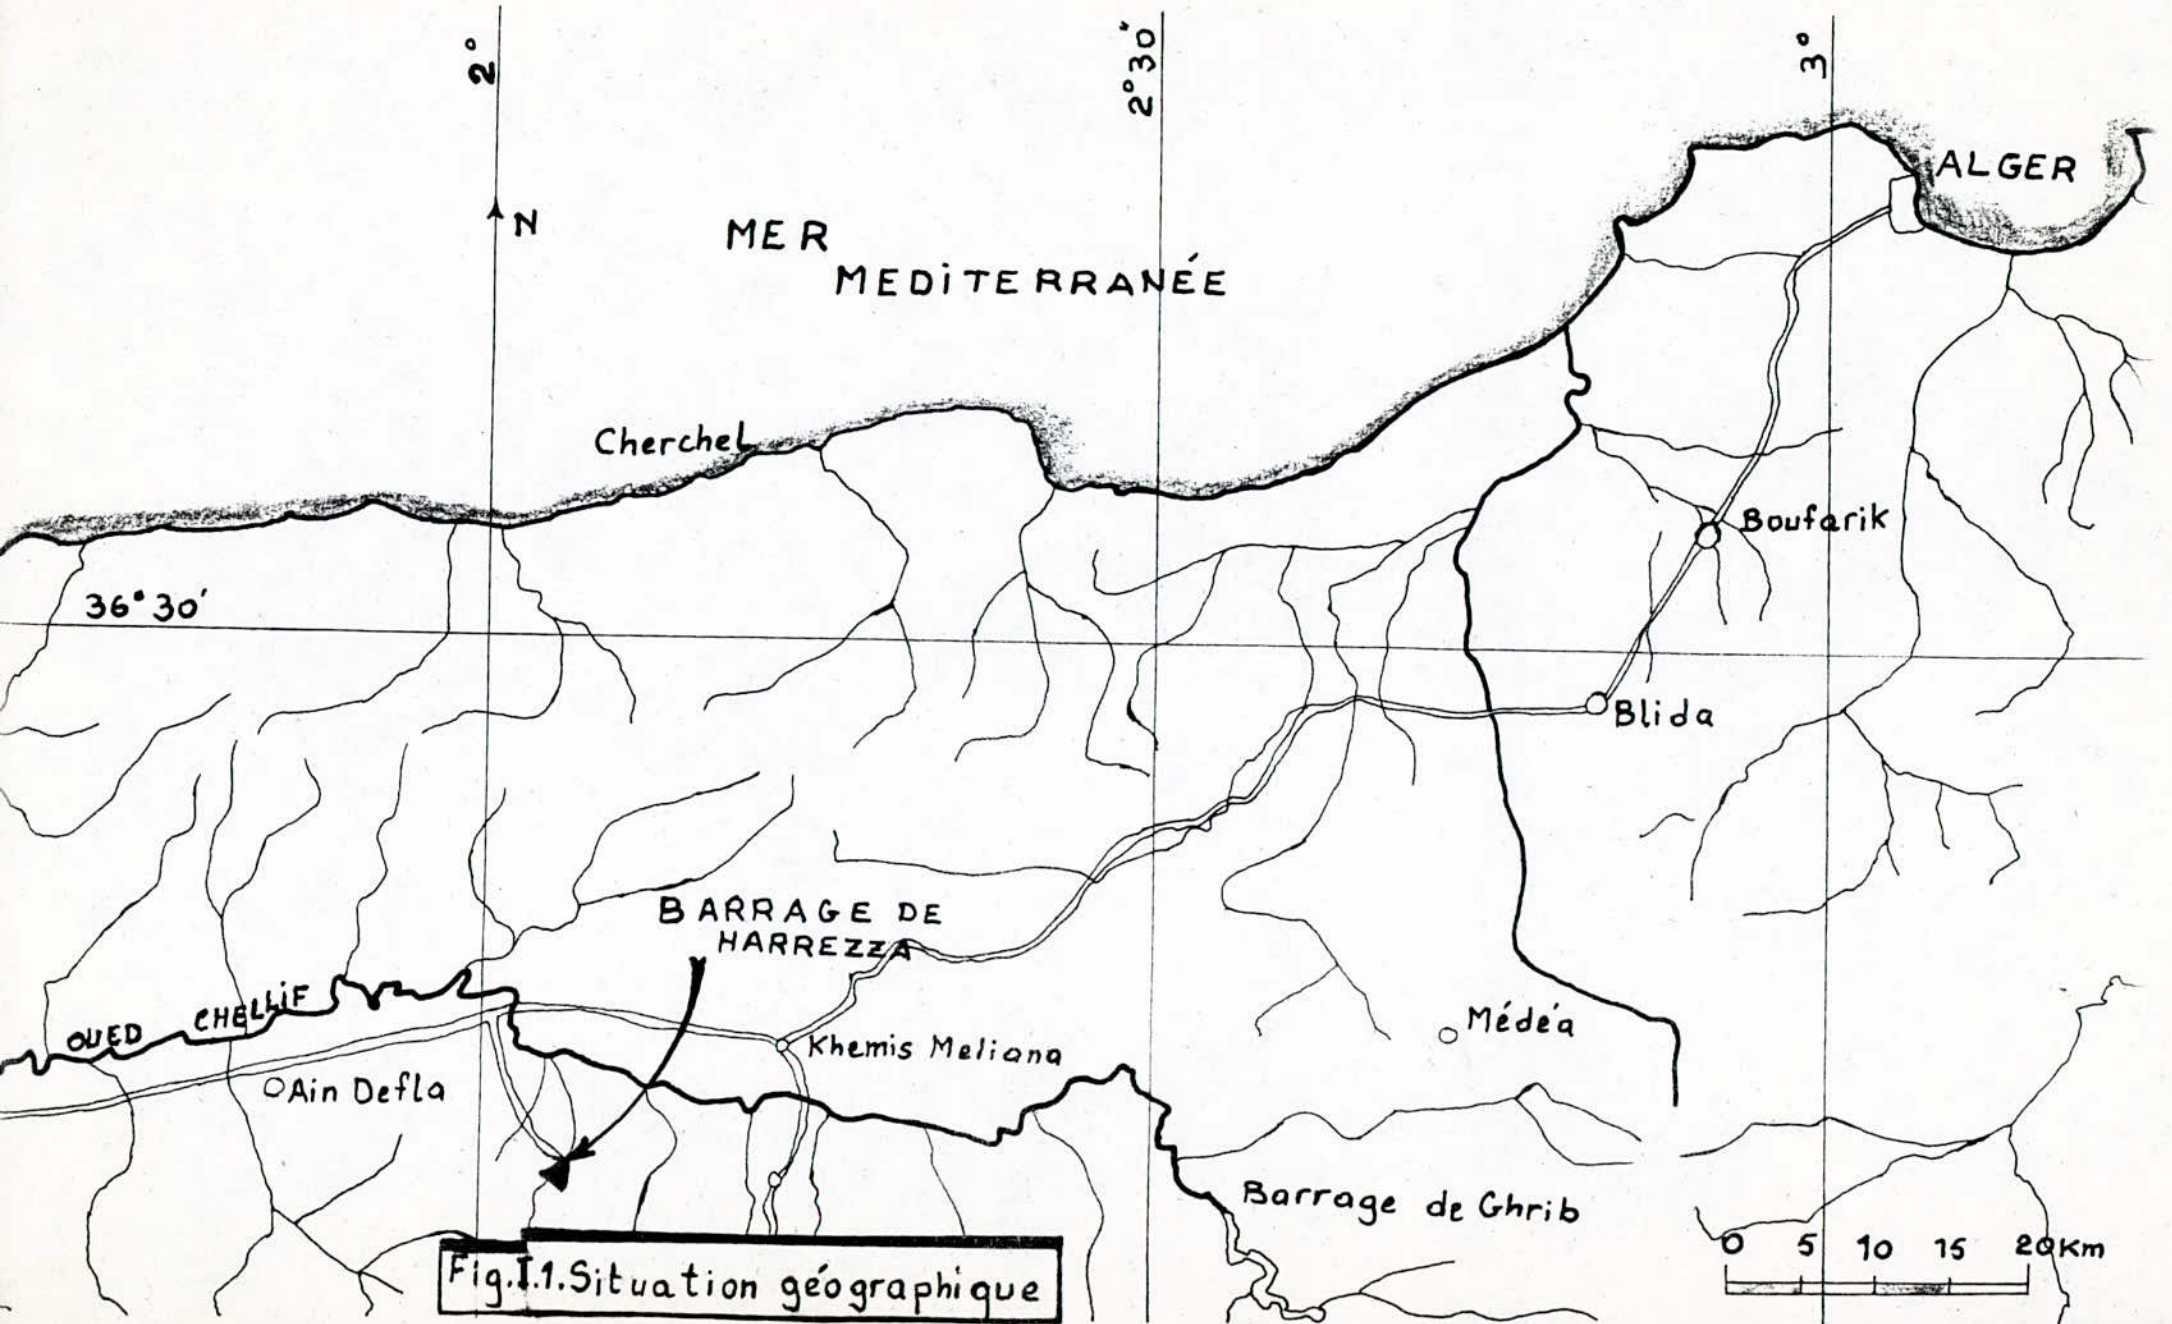 2°
2°30'
3°
ALGER
N
MER
MEDiTERRANÉE
Cherchel
Boufarik
36°30'
Blida
BARRAGE DE
HARREZZA
OUED CHELLiF
Médéa
Khemis Meliana
Ain Defla
Barrage de Ghrib
0 5 10 15 20Km
Fig.I.1.Situation géographique